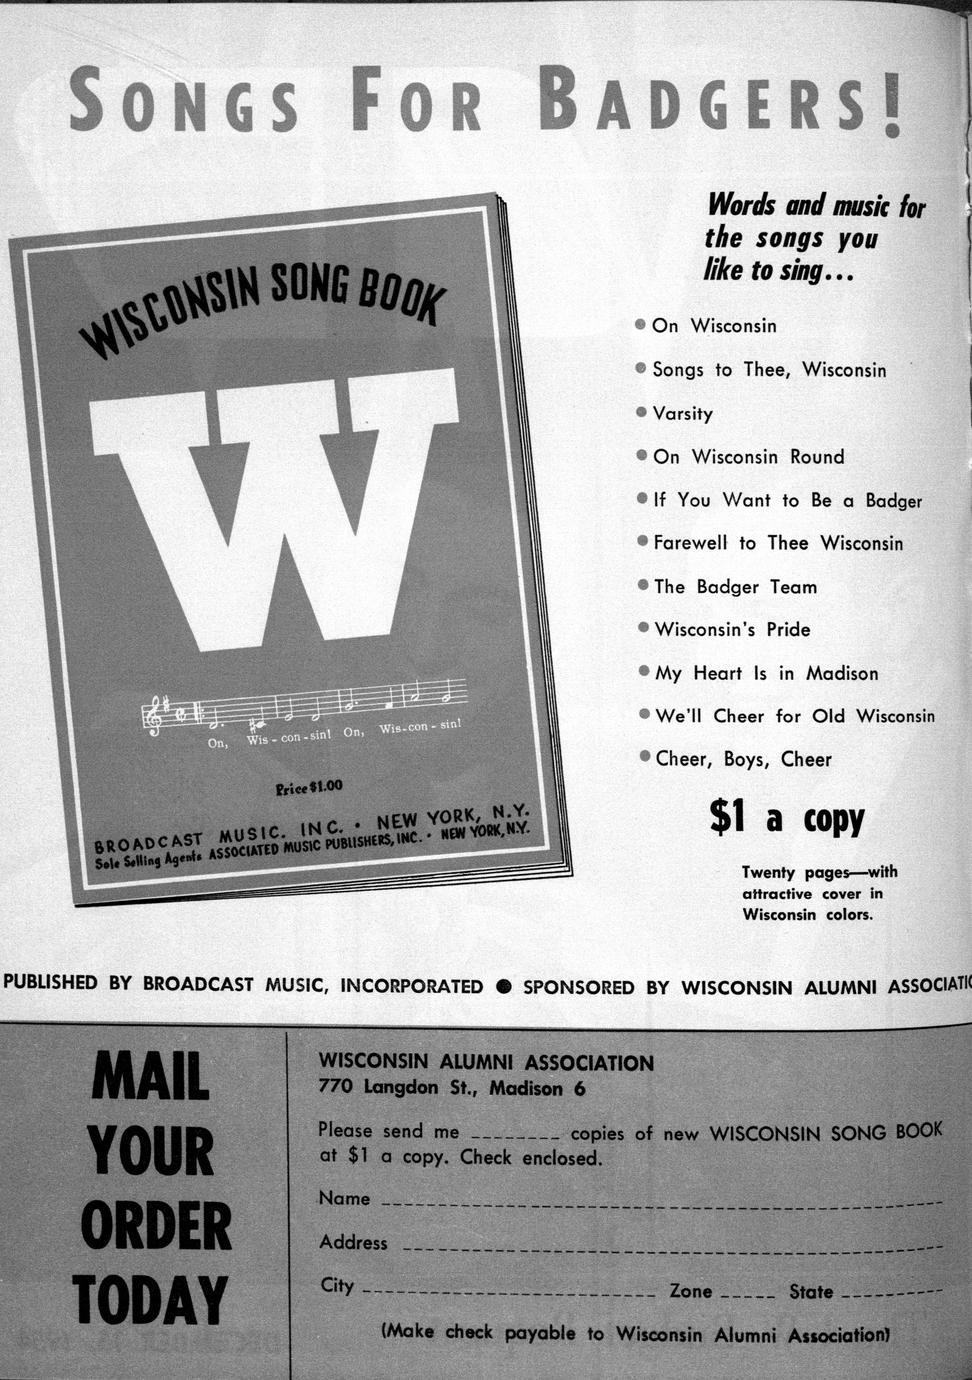 SONGS FOR BADGERS!
WISCONSIN SONG BOOK
W
On, Wis-con-sin! On, Wis-con-sin!
Price $1.00
BROADCAST MUSIC. INC. • NEW YORK, N.Y.
Sole Selling Agents ASSOCIATED MUSIC PUBLISHERS, INC. • NEW YORK, N.Y.
Words and music for
the songs you
like to sing...
● On Wisconsin
● Songs to Thee, Wisconsin
● Varsity
● On Wisconsin Round
● If You Want to Be a Badger
● Farewell to Thee Wisconsin
● The Badger Team
● Wisconsin's Pride
● My Heart Is in Madison
● We'll Cheer for Old Wisconsin
● Cheer, Boys, Cheer
$1 a copy
Twenty pages—with
attractive cover in
Wisconsin colors.
PUBLISHED BY BROADCAST MUSIC, INCORPORATED ● SPONSORED BY WISCONSIN ALUMNI ASSOCIATIO
MAIL
YOUR
ORDER
TODAY
WISCONSIN ALUMNI ASSOCIATION
770 Langdon St., Madison 6
Please send me ________ copies of new WISCONSIN SONG BOOK
at $1 a copy. Check enclosed.
Name ________
Address ________
City ________ Zone _____ State ________
(Make check payable to Wisconsin Alumni Association)